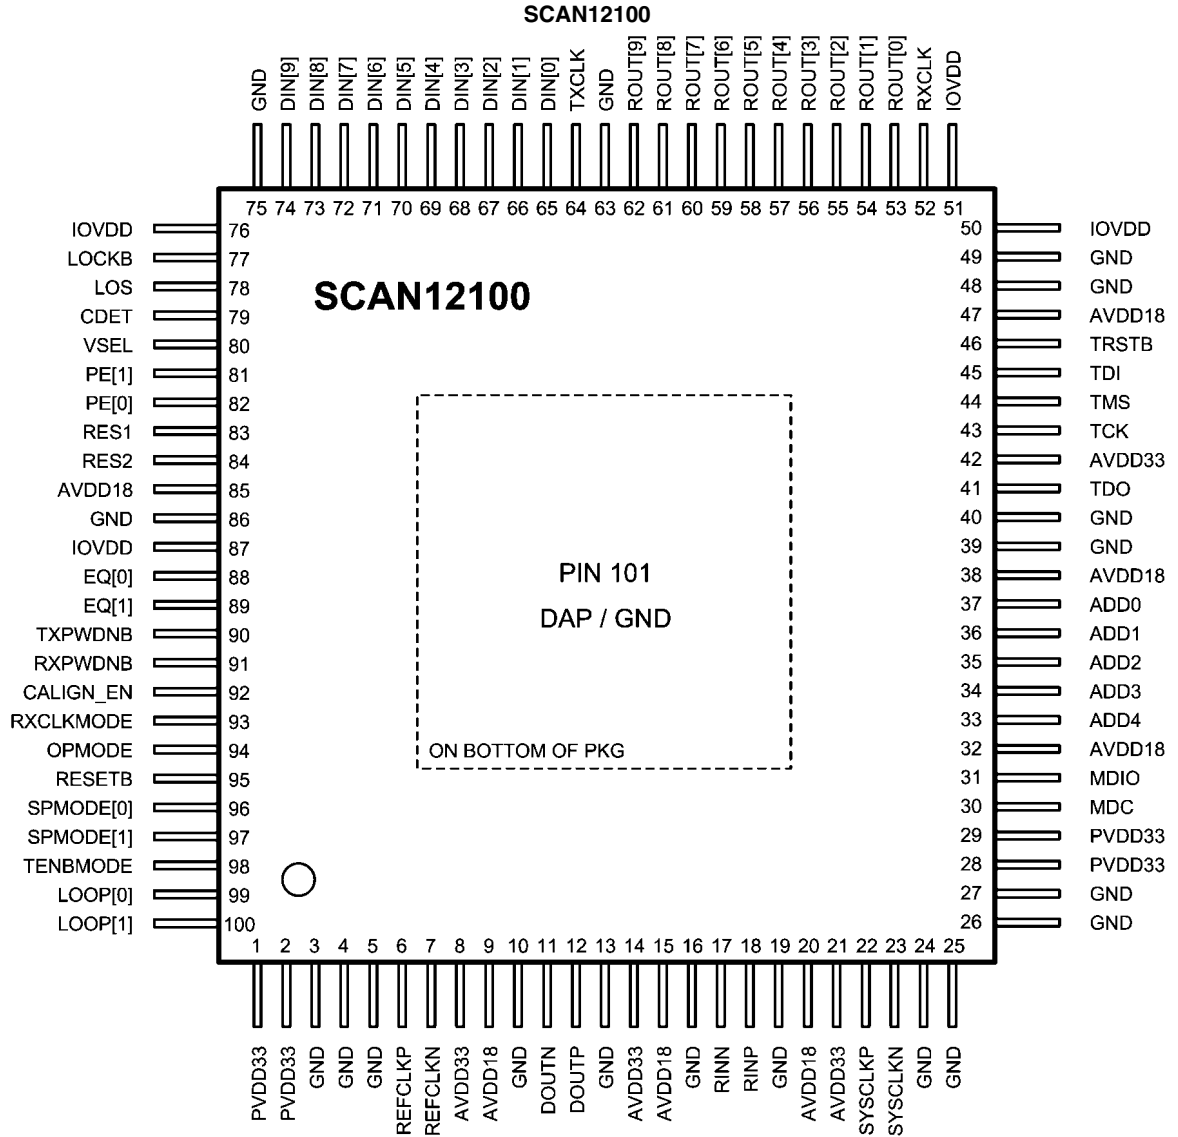 SCAN12100
GND
DIN[9]
DIN[8]
DIN[7]
DIN[6]
DIN[5]
DIN[4]
DIN[3]
DIN[2]
DIN[1]
DIN[0]
TXCLK
GND
ROUT[9]
ROUT[8]
ROUT[7]
ROUT[6]
ROUT[5]
ROUT[4]
ROUT[3]
ROUT[2]
ROUT[1]
ROUT[0]
RXCLK
IOVDD
75 74 73 72 71 70 69 68 67 66 65 64 63 62 61 60 59 58 57 56 55 54 53 52 51
IOVDD 76
LOCKB 77
LOS 78
CDET 79
VSEL 80
PE[1] 81
PE[0] 82
RES1 83
RES2 84
AVDD18 85
GND 86
IOVDD 87
EQ[0] 88
EQ[1] 89
TXPWDNB 90
RXPWDNB 91
CALIGN_EN 92
RXCLKMODE 93
OPMODE 94
RESETB 95
SPMODE[0] 96
SPMODE[1] 97
TENBMODE 98
LOOP[0] 99
LOOP[1] 100
SCAN12100
PIN 101
DAP / GND
ON BOTTOM OF PKG
50 IOVDD
49 GND
48 GND
47 AVDD18
46 TRSTB
45 TDI
44 TMS
43 TCK
42 AVDD33
41 TDO
40 GND
39 GND
38 AVDD18
37 ADD0
36 ADD1
35 ADD2
34 ADD3
33 ADD4
32 AVDD18
31 MDIO
30 MDC
29 PVDD33
28 PVDD33
27 GND
26 GND
1 2 3 4 5 6 7 8 9 10 11 12 13 14 15 16 17 18 19 20 21 22 23 24 25
PVDD33
PVDD33
GND
GND
GND
REFCLKP
REFCLKN
AVDD33
AVDD18
GND
DOUTN
DOUTP
GND
AVDD33
AVDD18
GND
RINN
RINP
GND
AVDD18
AVDD33
SYSCLKP
SYSCLKN
GND
GND